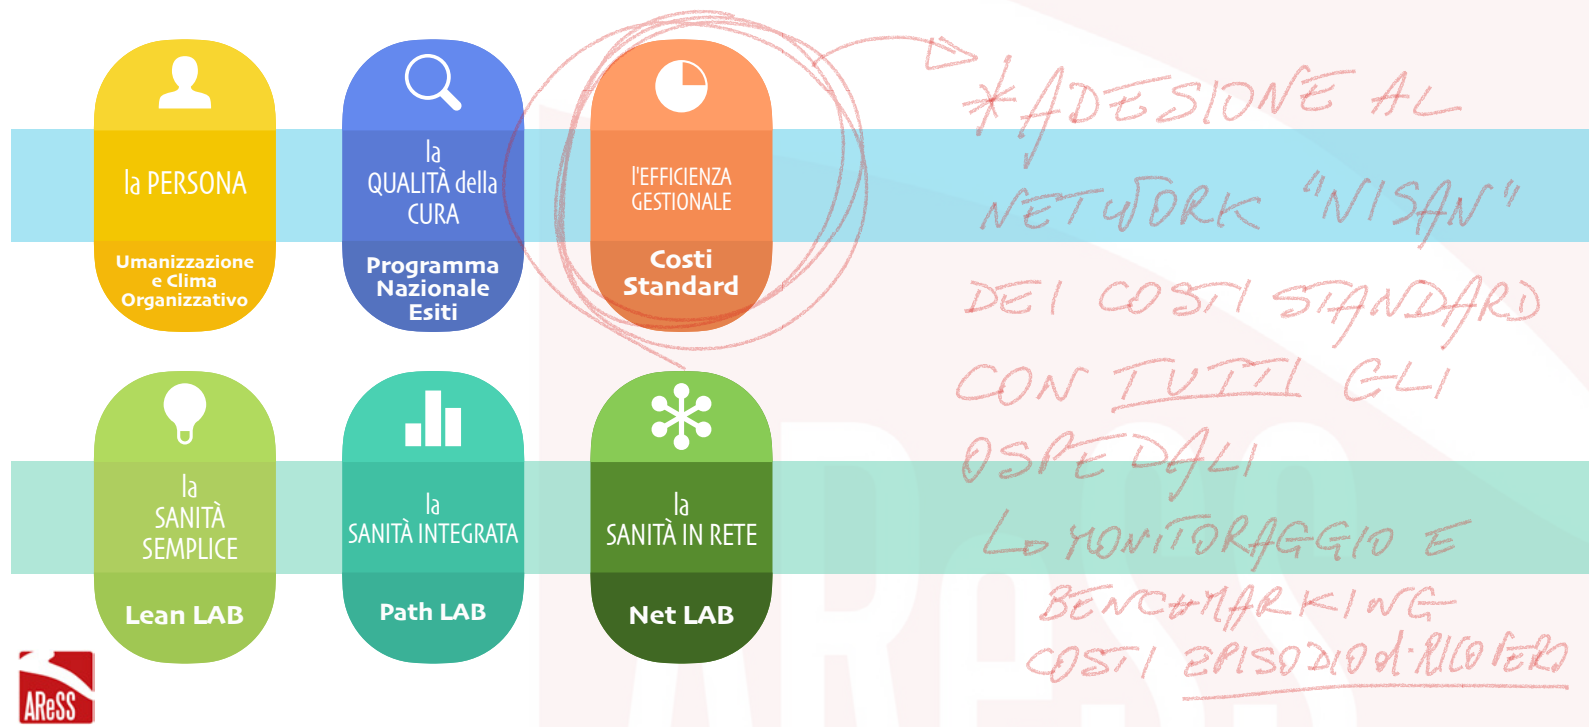 la PERSONA
Umanizzazione
e Clima
Organizzativo
la
QUALITÀ della
CURA
Programma
Nazionale
Esiti
l'EFFICIENZA
GESTIONALE
Costi
Standard
* ADESIONE AL
NETWORK "NISAN"
DEI COSTI STANDARD
CON TUTTI GLI
OSPEDALI
↳ MONITORAGGIO E
BENCHMARKING
COSTI EPISODIO di RICOVERO
la
SANITÀ
SEMPLICE
Lean LAB
la
SANITÀ INTEGRATA
Path LAB
la
SANITÀ IN RETE
Net LAB
AReSS
AReSS